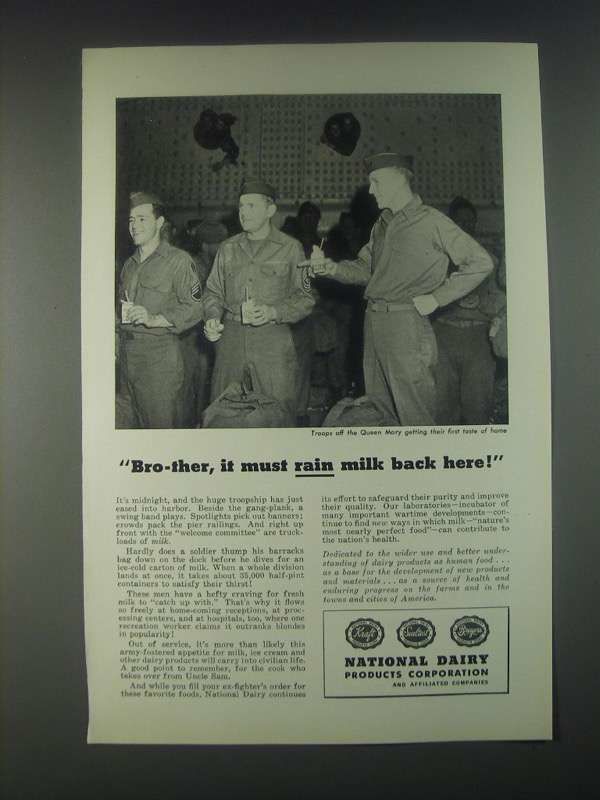 Troops off the Queen Mary getting their first taste of home
"Bro-ther, it must rain milk back here!"
It's midnight, and the huge troopship has just
eased into harbor. Beside the gang-plank, a
swing band plays. Spotlights pick out banners;
crowds pack the pier railings. And right up
front with the "welcome committee" are truck-
loads of milk.
Hardly does a soldier thump his barracks
bag down on the dock before he dives for an
ice-cold carton of milk. When a whole division
lands at once, it takes about 35,000 half-pint
containers to satisfy their thirst!
These men have a hefty craving for fresh
milk to "catch up with." That's why it flows
so freely at home-coming receptions, at proc-
essing centers, and at hospitals, too, where one
recreation worker claims it outranks blondes
in popularity!
Out of service, it's more than likely this
army-fostered appetite for milk, ice cream and
other dairy products will carry into civilian life.
A good point to remember, for the cook who
takes over from Uncle Sam.
And while you fill your ex-fighter's order for
these favorite foods, National Dairy continues
its effort to safeguard their purity and improve
their quality. Our laboratories—incubator of
many important wartime developments—con-
tinue to find new ways in which milk—"nature's
most nearly perfect food"—can contribute to
the nation's health.
Dedicated to the wider use and better under-
standing of dairy products as human food . . .
as a base for the development of new products
and materials . . . as a source of health and
enduring progress on the farms and in the
towns and cities of America.
Kraft Sealtest Breyers
NATIONAL DAIRY
PRODUCTS CORPORATION
AND AFFILIATED COMPANIES